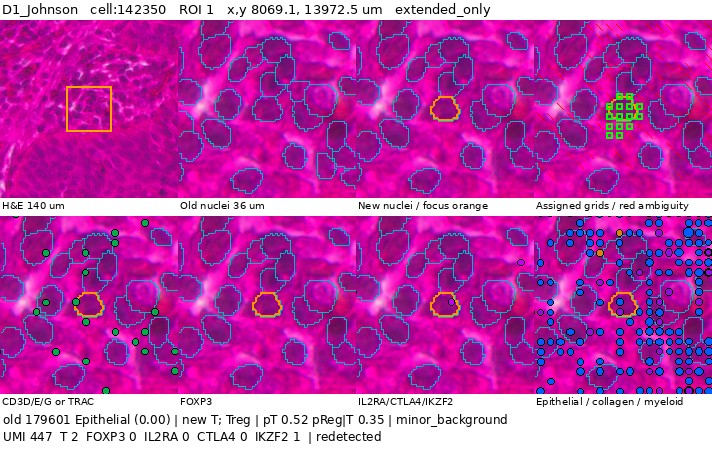 D1_Johnson   cell:142350   ROI 1   x,y 8069.1, 13972.5 um   extended_only
H&E 140 um
Old nuclei 36 um
New nuclei / focus orange
Assigned grids / red ambiguity
CD3D/E/G or TRAC
FOXP3
IL2RA/CTLA4/IKZF2
Epithelial / collagen / myeloid
old 179601 Epithelial (0.00) | new T; Treg | pT 0.52 pReg|T 0.35 | minor_background
UMI 447  T 2  FOXP3 0  IL2RA 0  CTLA4 0  IKZF2 1  | redetected